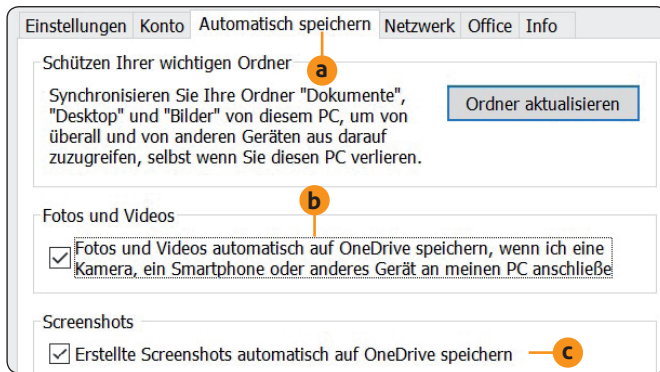 Einstellungen Konto Automatisch speichern Netzwerk Office Info
a
Schützen Ihrer wichtigen Ordner
Synchronisieren Sie Ihre Ordner "Dokumente",
"Desktop" und "Bilder" von diesem PC, um von
überall und von anderen Geräten aus darauf
zuzugreifen, selbst wenn Sie diesen PC verlieren.
Ordner aktualisieren
b
Fotos und Videos
Fotos und Videos automatisch auf OneDrive speichern, wenn ich eine
Kamera, ein Smartphone oder anderes Gerät an meinen PC anschließe
Screenshots
Erstellte Screenshots automatisch auf OneDrive speichern
c